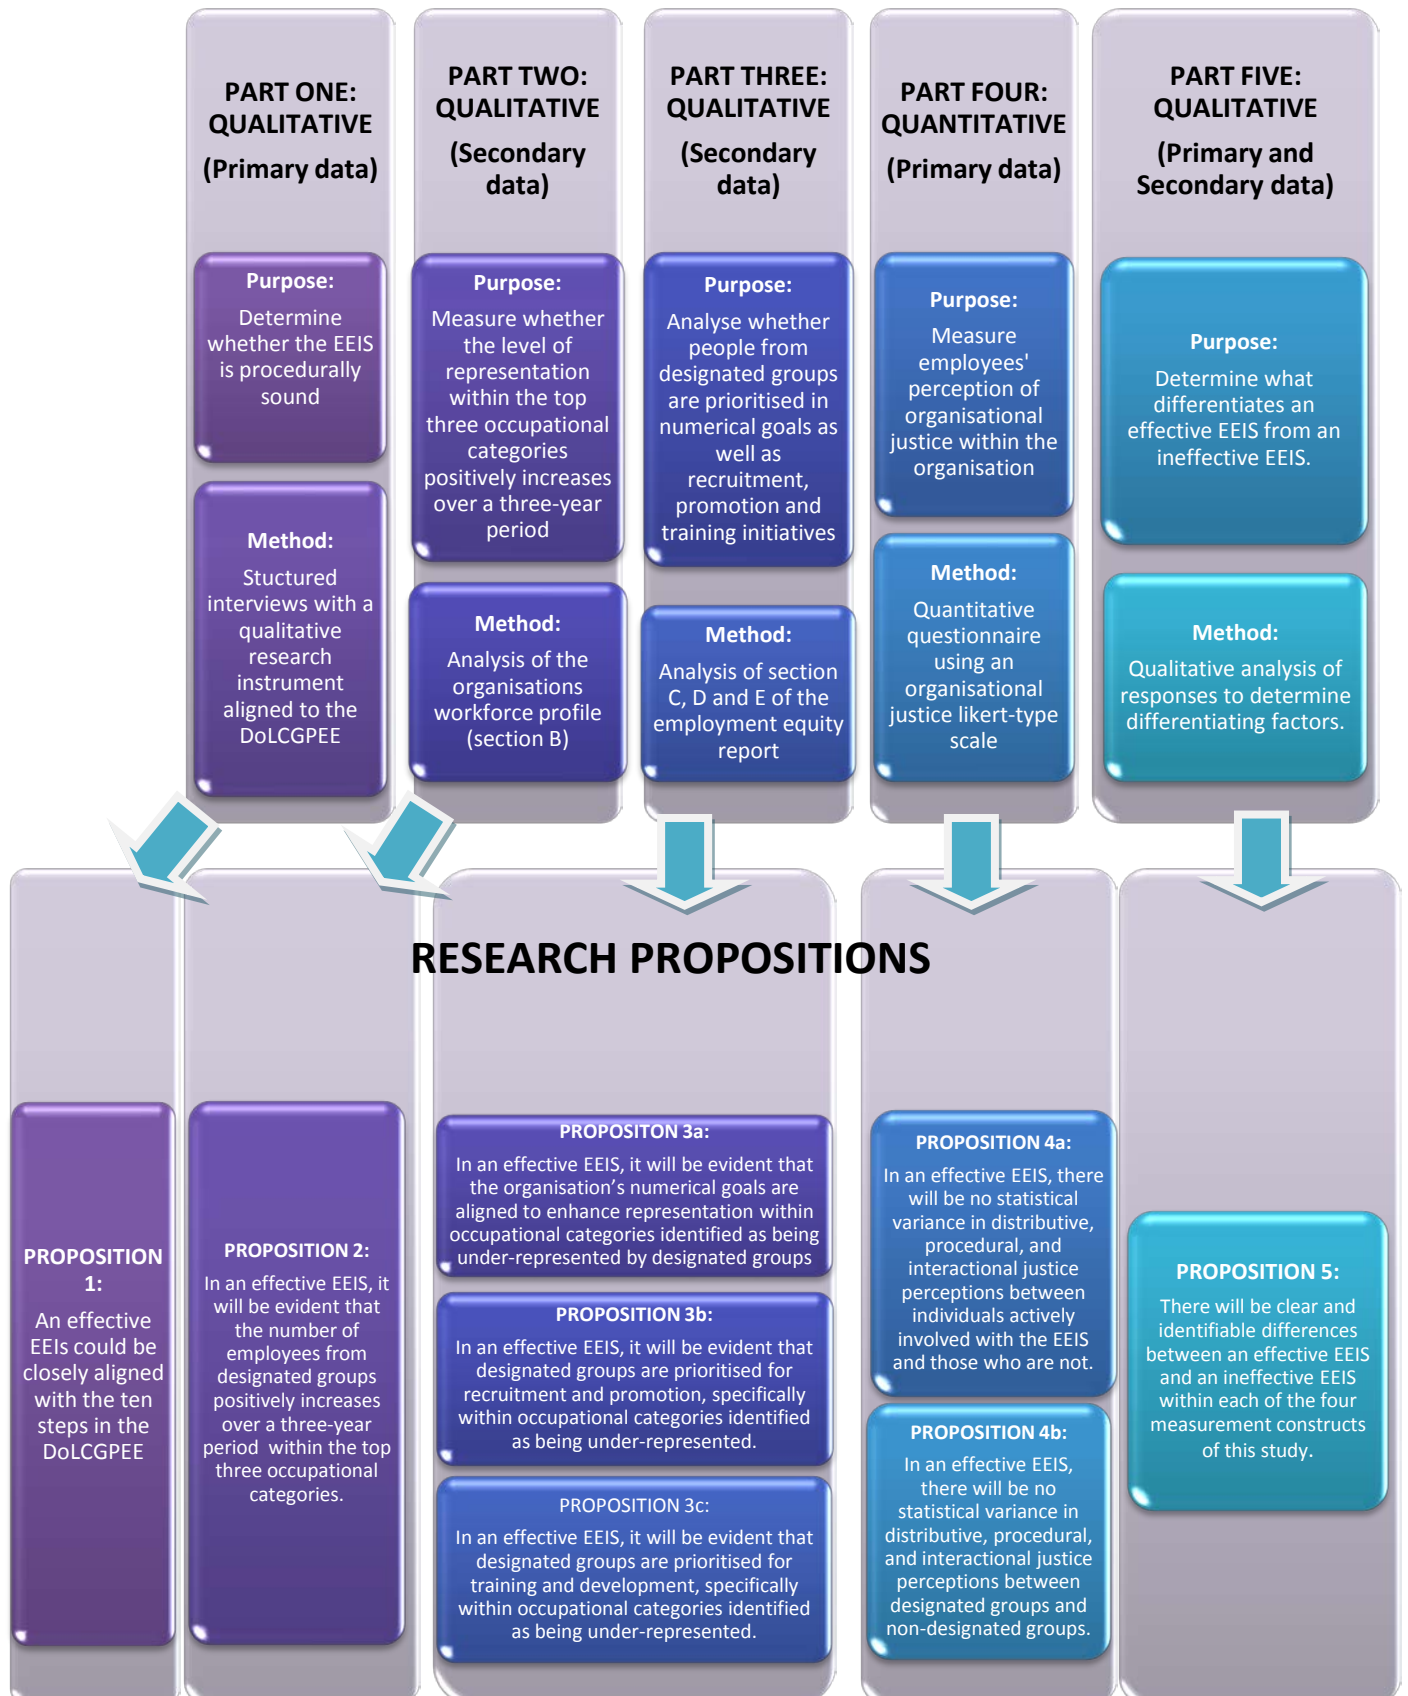 PART ONE:
QUALITATIVE
(Primary data)
Purpose:
Determine
whether the EEIS
is procedurally
sound
Method:
Stuctured
interviews with a
qualitative
research
instrument
aligned to the
DoLCGPEE
PART TWO:
QUALITATIVE
(Secondary
data)
Purpose:
Measure whether
the level of
representation
within the top
three occupational
categories
positively increases
over a three-year
period
Method:
Analysis of the
organisations
workforce profile
(section B)
PART THREE:
QUALITATIVE
(Secondary
data)
Purpose:
Analyse whether
people from
designated groups
are prioritised in
numerical goals as
well as
recruitment,
promotion and
training initiatives
Method:
Analysis of section
C, D and E of the
employment equity
report
PART FOUR:
QUANTITATIVE
(Primary data)
Purpose:
Measure
employees'
perception of
organisational
justice within the
organisation
Method:
Quantitative
questionnaire
using an
organisational
justice likert-type
scale
PART FIVE:
QUALITATIVE
(Primary and
Secondary data)
Purpose:
Determine what
differentiates an
effective EEIS from an
ineffective EEIS.
Method:
Qualitative analysis of
responses to determine
differentiating factors.
RESEARCH PROPOSITIONS
PROPOSITION
1:
An effective
EEIs could be
closely aligned
with the ten
steps in the
DoLCGPEE
PROPOSITION 2:
In an effective EEIS, it
will be evident that
the number of
employees from
designated groups
positively increases
over a three-year
period within the top
three occupational
categories.
PROPOSITON 3a:
In an effective EEIS, it will be evident that
the organisation’s numerical goals are
aligned to enhance representation within
occupational categories identified as being
under-represented by designated groups
PROPOSITION 3b:
In an effective EEIS, it will be evident that
designated groups are prioritised for
recruitment and promotion, specifically
within occupational categories identified
as being under-represented.
PROPOSITION 3c:
In an effective EEIS, it will be evident that
designated groups are prioritised for
training and development, specifically
within occupational categories identified
as being under-represented.
PROPOSITION 4a:
In an effective EEIS, there
will be no statistical
variance in distributive,
procedural, and
interactional justice
perceptions between
individuals actively
involved with the EEIS
and those who are not.
PROPOSITION 4b:
In an effective EEIS,
there will be no
statistical variance in
distributive, procedural,
and interactional justice
perceptions between
designated groups and
non-designated groups.
PROPOSITION 5:
There will be clear and
identifiable differences
between an effective EEIS
and an ineffective EEIS
within each of the four
measurement constructs
of this study.